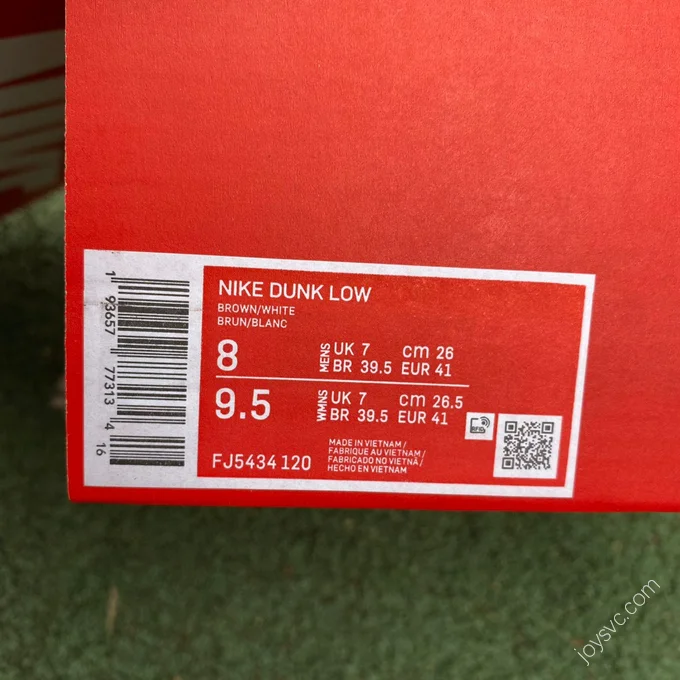 NIKE DUNK LOW
BROWN/WHITE
BRUN/BLANC
8 MENS UK 7 cm 26
BR 39.5 EUR 41
9.5 WMNS UK 7 cm 26.5
BR 39.5 EUR 41
FJ5434 120
MADE IN VIETNAM /
FABRIQUE AU VIETNAM /
FABRICADO NO VIETNÃ /
HECHO EN VIETNAM
RFID
1 93657 77313 4 16
joysvc.com